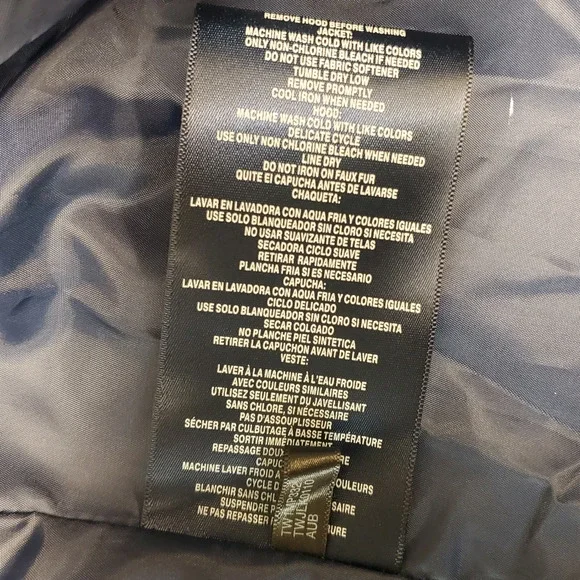 REMOVE HOOD BEFORE WASHING
JACKET:
MACHINE WASH COLD WITH LIKE COLORS
ONLY NON-CHLORINE BLEACH IF NEEDED
DO NOT USE FABRIC SOFTENER
TUMBLE DRY LOW
REMOVE PROMPTLY
COOL IRON WHEN NEEDED
HOOD:
MACHINE WASH COLD WITH LIKE COLORS
DELICATE CYCLE
USE ONLY NON CHLORINE BLEACH WHEN NEEDED
LINE DRY
DO NOT IRON ON FAUX FUR
QUITE EL CAPUCHA ANTES DE LAVARSE
CHAQUETA:
LAVAR EN LAVADORA CON AQUA FRIA Y COLORES IGUALES
USE SOLO BLANQUEADOR SIN CLORO SI NECESITA
NO USAR SUAVIZANTE DE TELAS
SECADORA CICLO SUAVE
RETIRAR RAPIDAMENTE
PLANCHA FRIA SI ES NECESARIO
CAPUCHA:
LAVAR EN LAVADORA CON AQUA FRIA Y COLORES IGUALES
CICLO DELICADO
USE SOLO BLANQUEADOR SIN CLORO SI NECESITA
SECAR COLGADO
NO PLANCHE PIEL SINTETICA
RETIRER LA CAPUCHON AVANT DE LAVER
VESTE:
LAVER À LA MACHINE À L'EAU FROIDE
AVEC COULEURS SIMILAIRES
UTILISEZ SEULEMENT DU JAVELLISANT
SANS CHLORE, SI NÉCESSAIRE
PAS D'ASSOUPLISSEUR
SÉCHER PAR CULBUTAGE À BASSE TEMPÉRATURE
SORTIR IMMÉDIATEMENT
REPASSAGE DOUX SAIRE
MACHINE LAVER FROID COULEURS
CYCLE
BLANCHIR SANS SSAIRE
SUSPENDRE
NE PAS REPASSER SSAIRE
AUB